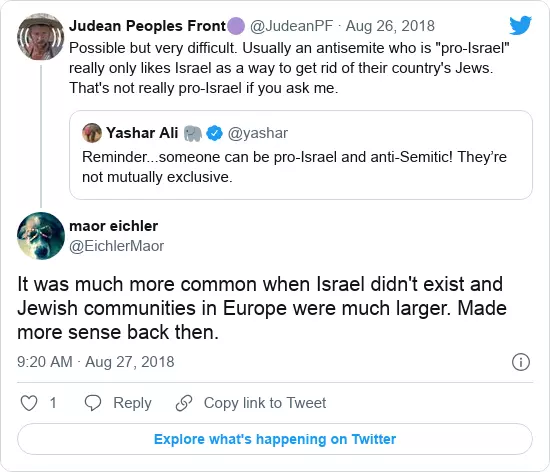 Judean Peoples Front🟣 @JudeanPF · Aug 26, 2018
Possible but very difficult. Usually an antisemite who is "pro-Israel"
really only likes Israel as a way to get rid of their country's Jews.
That's not really pro-Israel if you ask me.
Yashar Ali 🐘 @yashar
Reminder...someone can be pro-Israel and anti-Semitic! They’re
not mutually exclusive.
maor eichler
@EichlerMaor
It was much more common when Israel didn't exist and
Jewish communities in Europe were much larger. Made
more sense back then.
9:20 AM · Aug 27, 2018
1 Reply Copy link to Tweet
Explore what's happening on Twitter